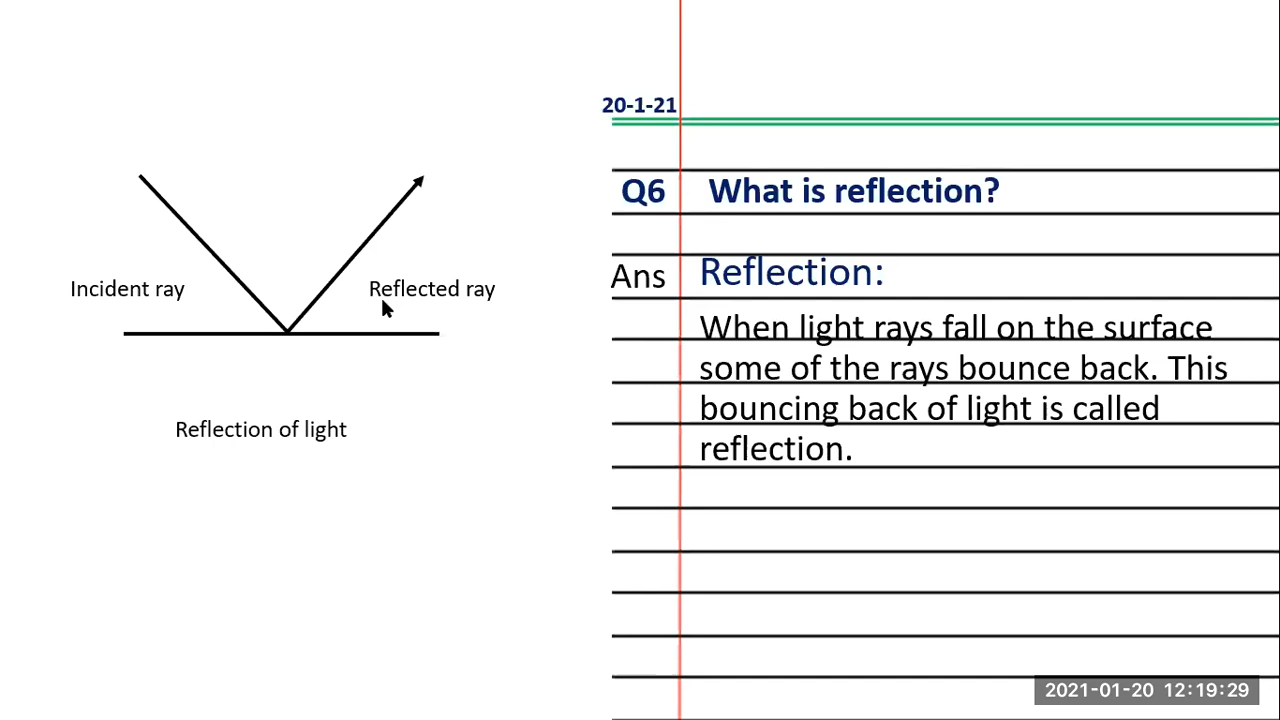 Incident ray
Reflected ray
Reflection of light
20-1-21
Q6 What is reflection?
Ans Reflection:
When light rays fall on the surface
some of the rays bounce back. This
bouncing back of light is called
reflection.
2021-01-20 12:19:29